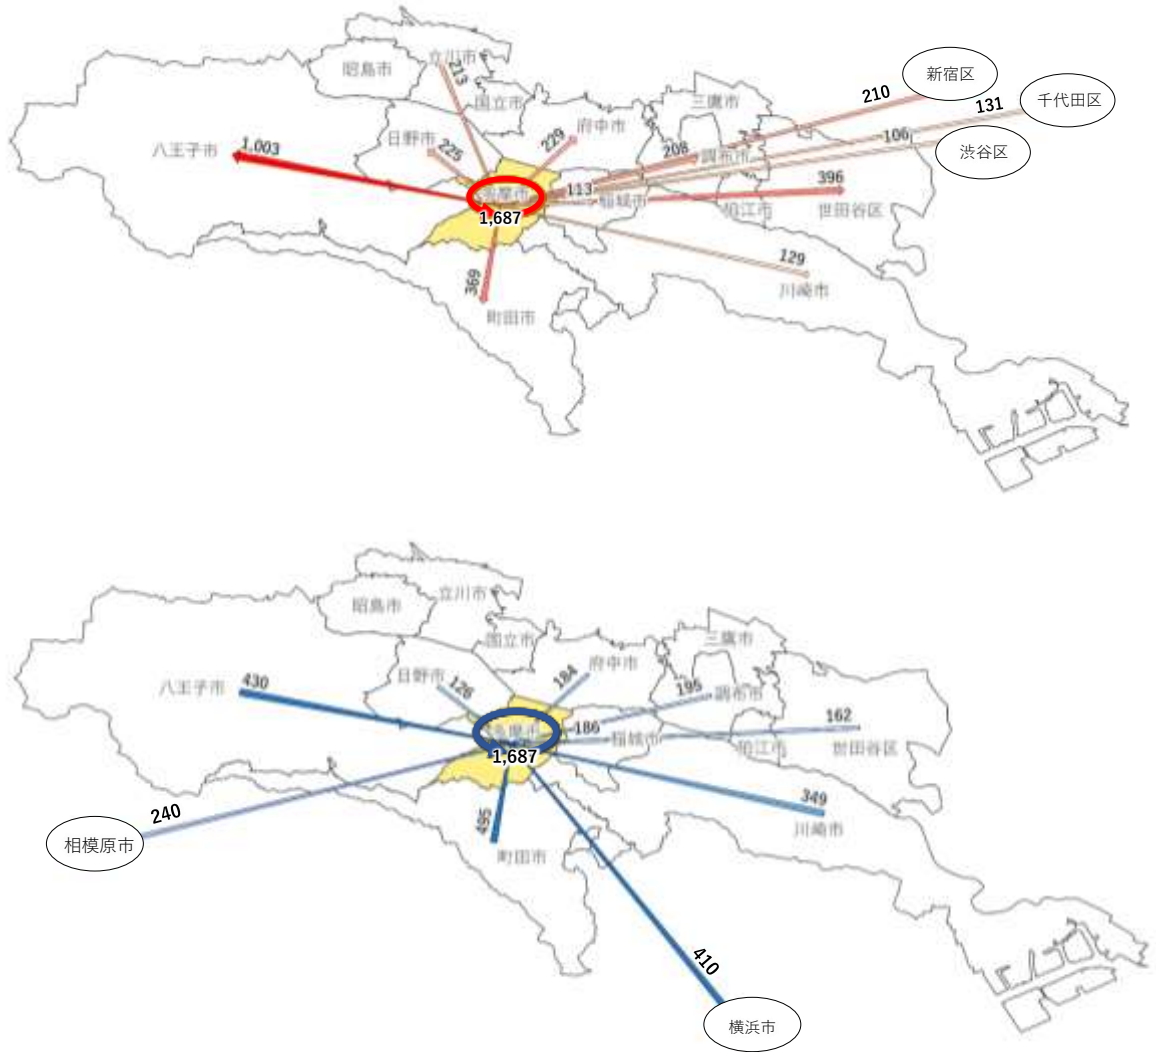 立川市
213
昭島市
国立市
三鷹市
新宿区
210
千代田区
131
府中市
日野市
225
229
八王子市
1,003
208
調布市
106
渋谷区
多摩市
1,687
113
稲城市
396
狛江市
世田谷区
129
川崎市
369
町田市
立川市
昭島市
国立市
三鷹市
府中市
184
日野市
126
八王子市
430
195
調布市
多摩市
1,687
186
稲城市
162
狛江市
世田谷区
349
川崎市
240
相模原市
495
町田市
410
横浜市